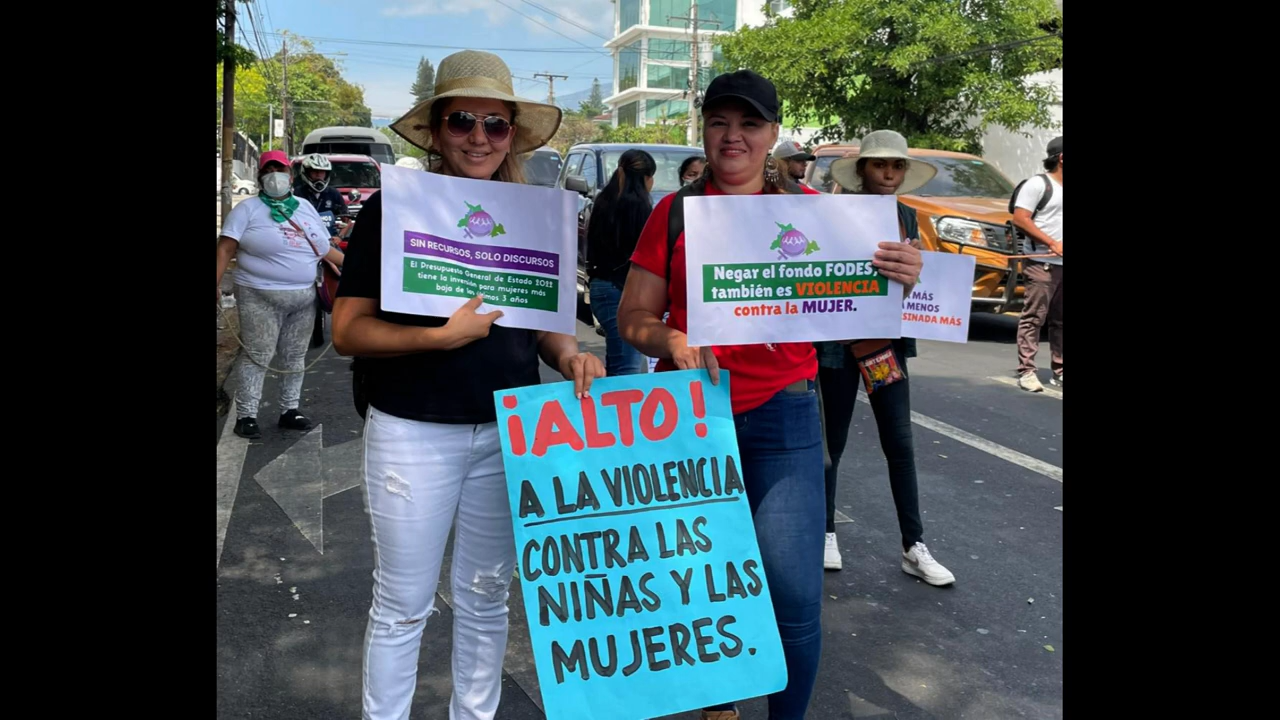 SIN RECURSOS, SOLO DISCURSOS
El Presupuesto General de Estado 2022
tiene la inversión para mujeres más
baja de los últimos 3 años
Negar el fondo FODES,
también es VIOLENCIA
contra la MUJER.
MÁS
MENOS
SINADA MÁS
¡ALTO!
A LA VIOLENCIA
CONTRA LAS
NIÑAS Y LAS
MUJERES.